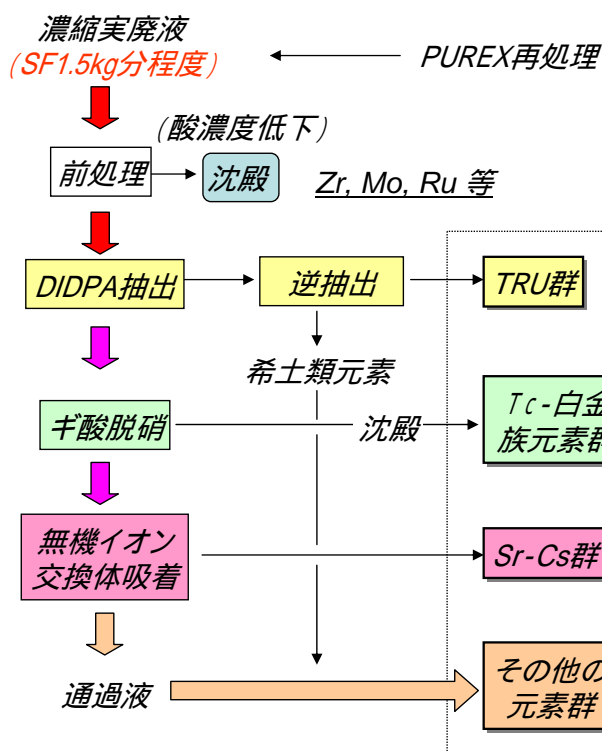 濃縮実廃液
(SF1.5kg分程度)
PUREX再処理
(酸濃度低下)
前処理
沈殿
Zr, Mo, Ru 等
DIDPA抽出
逆抽出
TRU群
希土類元素
ギ酸脱硝
沈殿
Tc-白金
族元素群
無機イオン
交換体吸着
Sr-Cs群
通過液
その他の
元素群